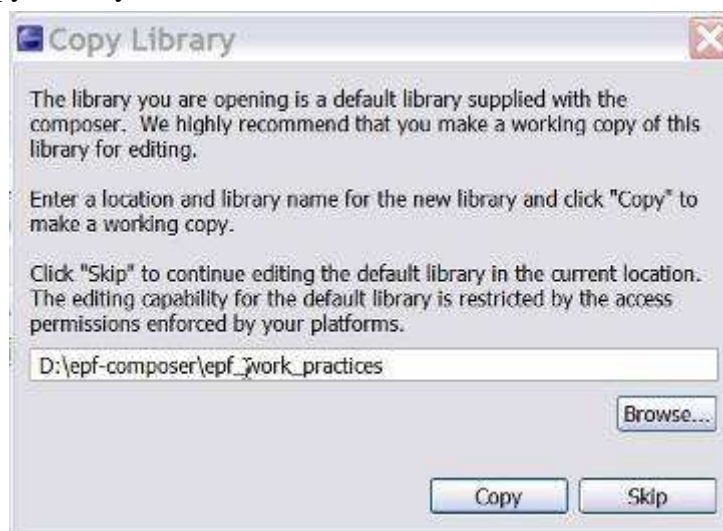 Copy Library
The library you are opening is a default library supplied with the
composer. We highly recommend that you make a working copy of this
library for editing.
Enter a location and library name for the new library and click "Copy" to
make a working copy.
Click "Skip" to continue editing the default library in the current location.
The editing capability for the default library is restricted by the access
permissions enforced by your platforms.
D:\epf-composer\epf_work_practices
Browse...
Copy
Skip